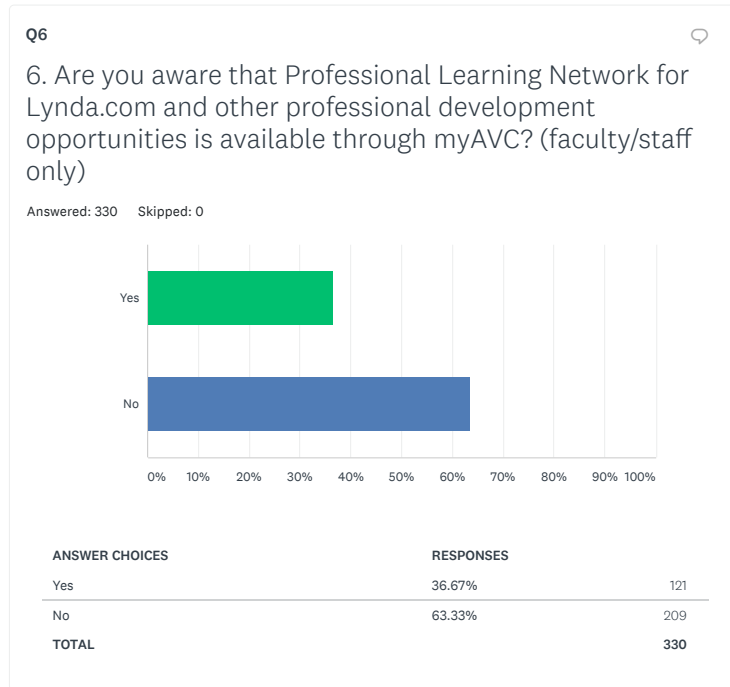 Q6
6. Are you aware that Professional Learning Network for
Lynda.com and other professional development
opportunities is available through myAVC? (faculty/staff
only)
Answered: 330 Skipped: 0
Yes
No
0% 10% 20% 30% 40% 50% 60% 70% 80% 90% 100%
ANSWER CHOICES RESPONSES
Yes 36.67% 121
No 63.33% 209
TOTAL 330